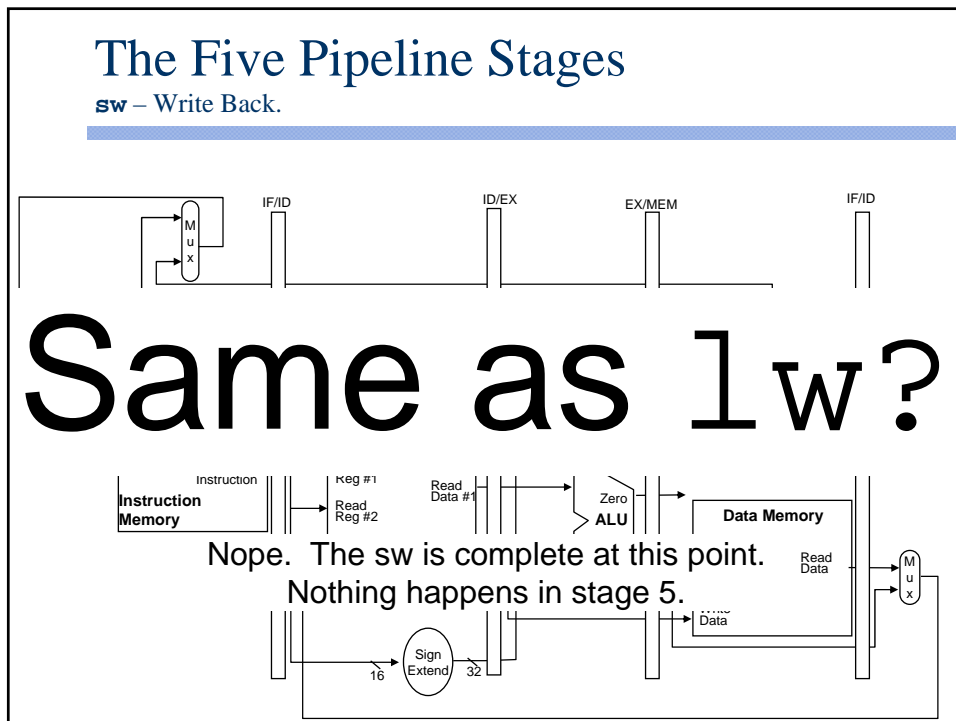 The Five Pipeline Stages
sw – Write Back.
IF/ID
ID/EX
EX/MEM
IF/ID
M
u
x
Same as lw?
Instruction
Instruction
Memory
Reg #1
Read
Reg #2
Read
Data #1
Zero
ALU
Data Memory
Read
Data
M
u
x
Nope. The sw is complete at this point.
Nothing happens in stage 5.
Write
Data
Sign
Extend
16
32